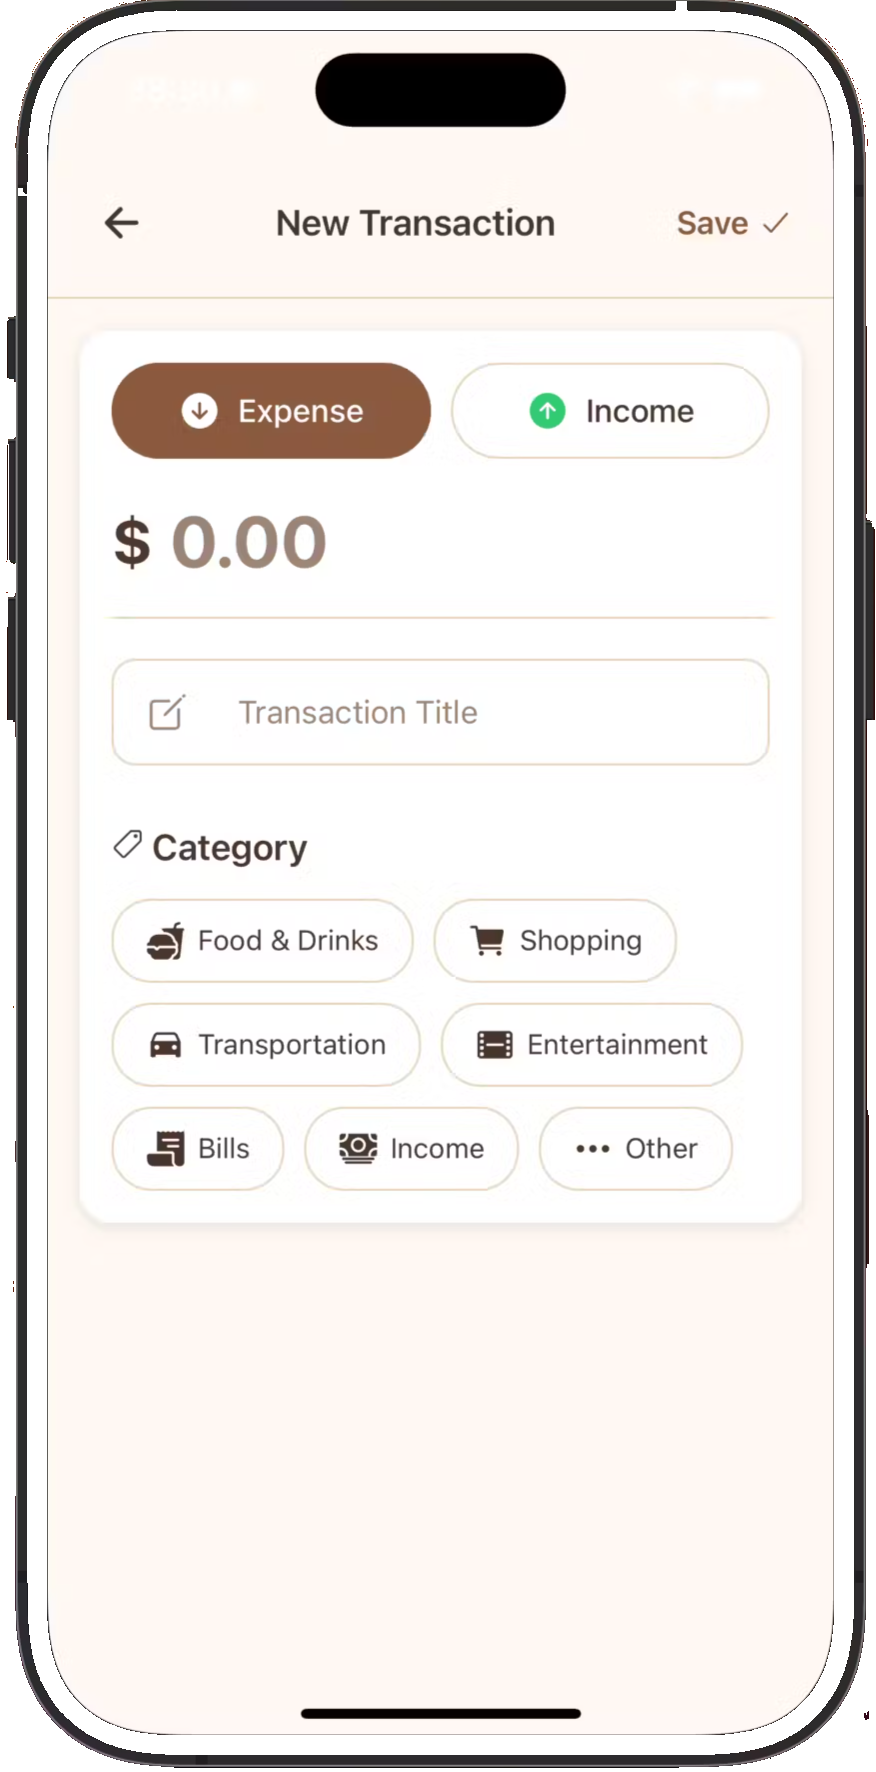 New Transaction
Save
Expense
Income
$ 0.00
Transaction Title
Category
Food & Drinks
Shopping
Transportation
Entertainment
Bills
Income
Other